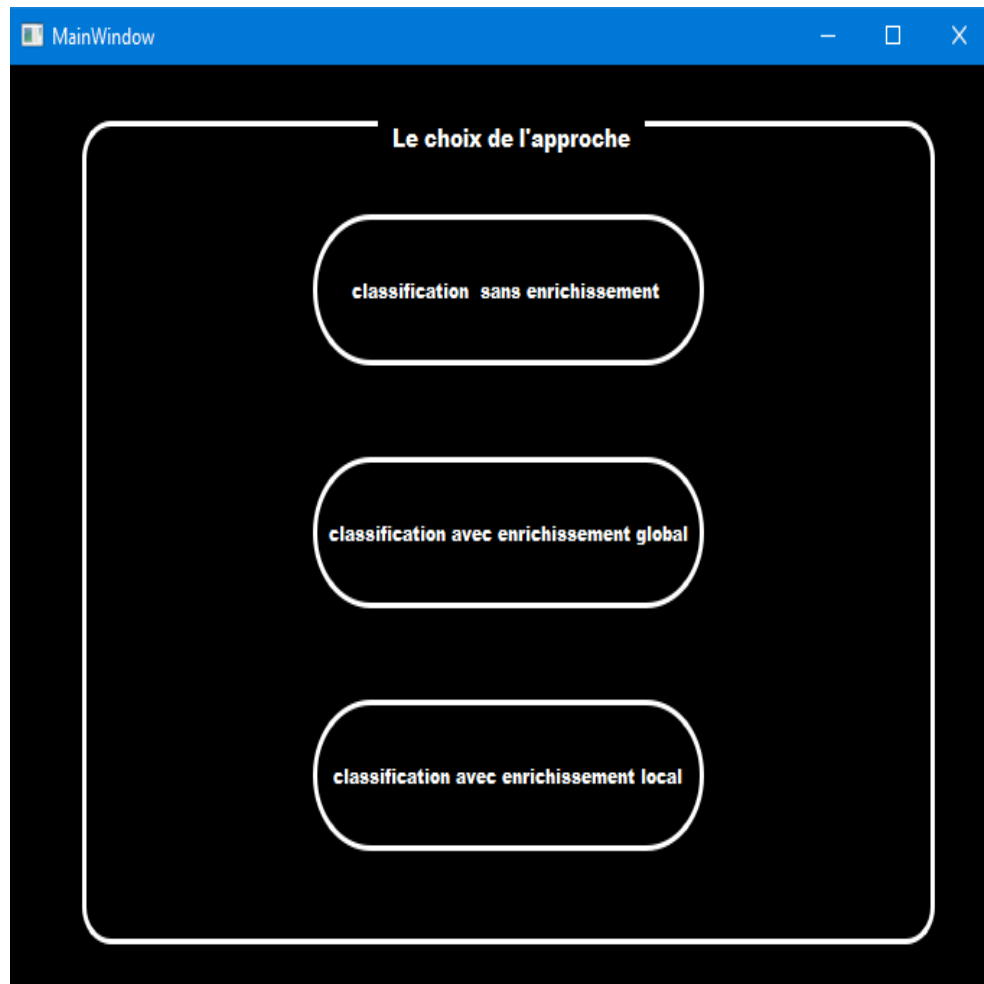 MainWindow
Le choix de l'approche
classification  sans enrichissement
classification avec enrichissement global
classification avec enrichissement local